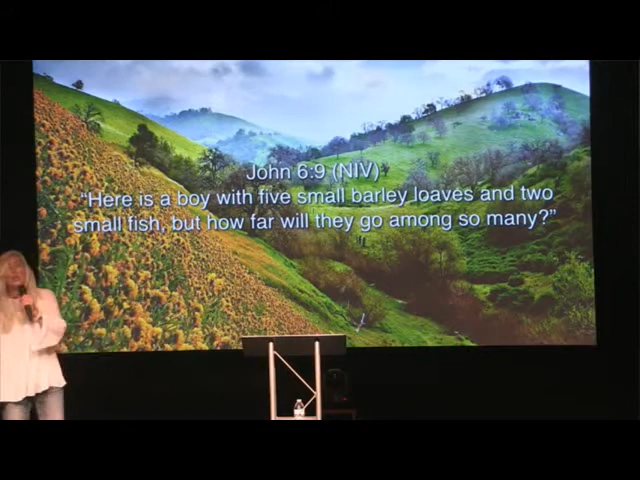 John 6:9 (NIV)
“Here is a boy with five small barley loaves and two
small fish, but how far will they go among so many?”